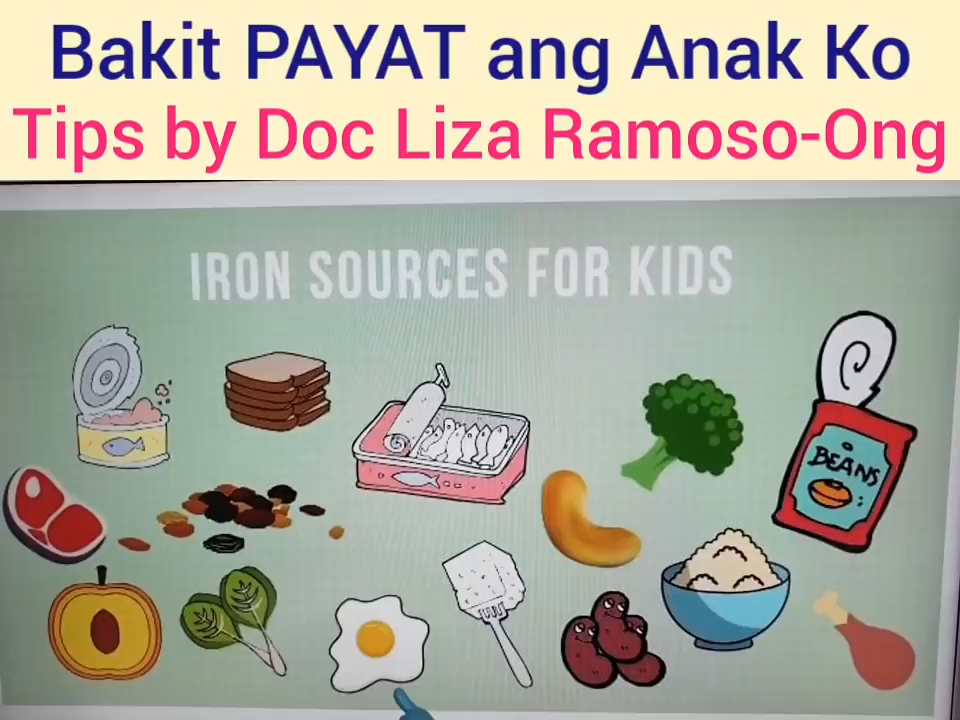 Bakit PAYAT ang Anak Ko
Tips by Doc Liza Ramoso-Ong
IRON SOURCES FOR KIDS
BEANS